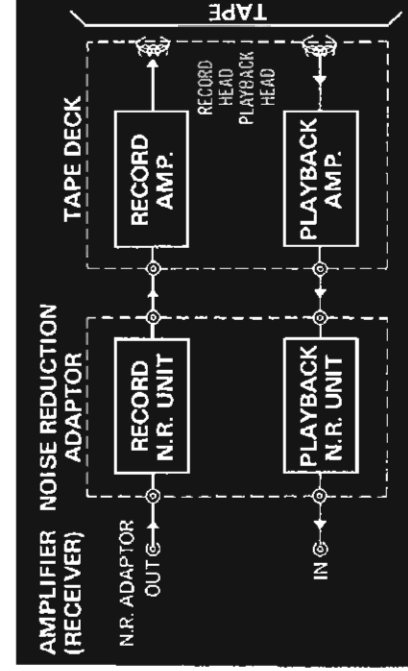 AMPLIFIER
(RECEIVER)
NOISE REDUCTION
ADAPTOR
TAPE DECK
TAPE
N.R. ADAPTOR
OUT
RECORD
N.R. UNIT
RECORD
AMP.
RECORD
HEAD
PLAYBACK
HEAD
IN
PLAYBACK
N.R. UNIT
PLAYBACK
AMP.